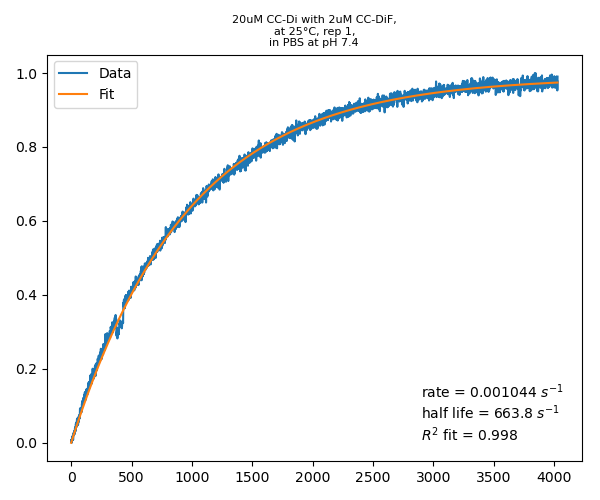 20uM CC-Di with 2uM CC-DiF,
at 25°C, rep 1,
in PBS at pH 7.4
Data
Fit
1.0
0.8
0.6
0.4
0.2
0.0
rate = 0.001044 s⁻¹
half life = 663.8 s⁻¹
R² fit = 0.998
0 500 1000 1500 2000 2500 3000 3500 4000